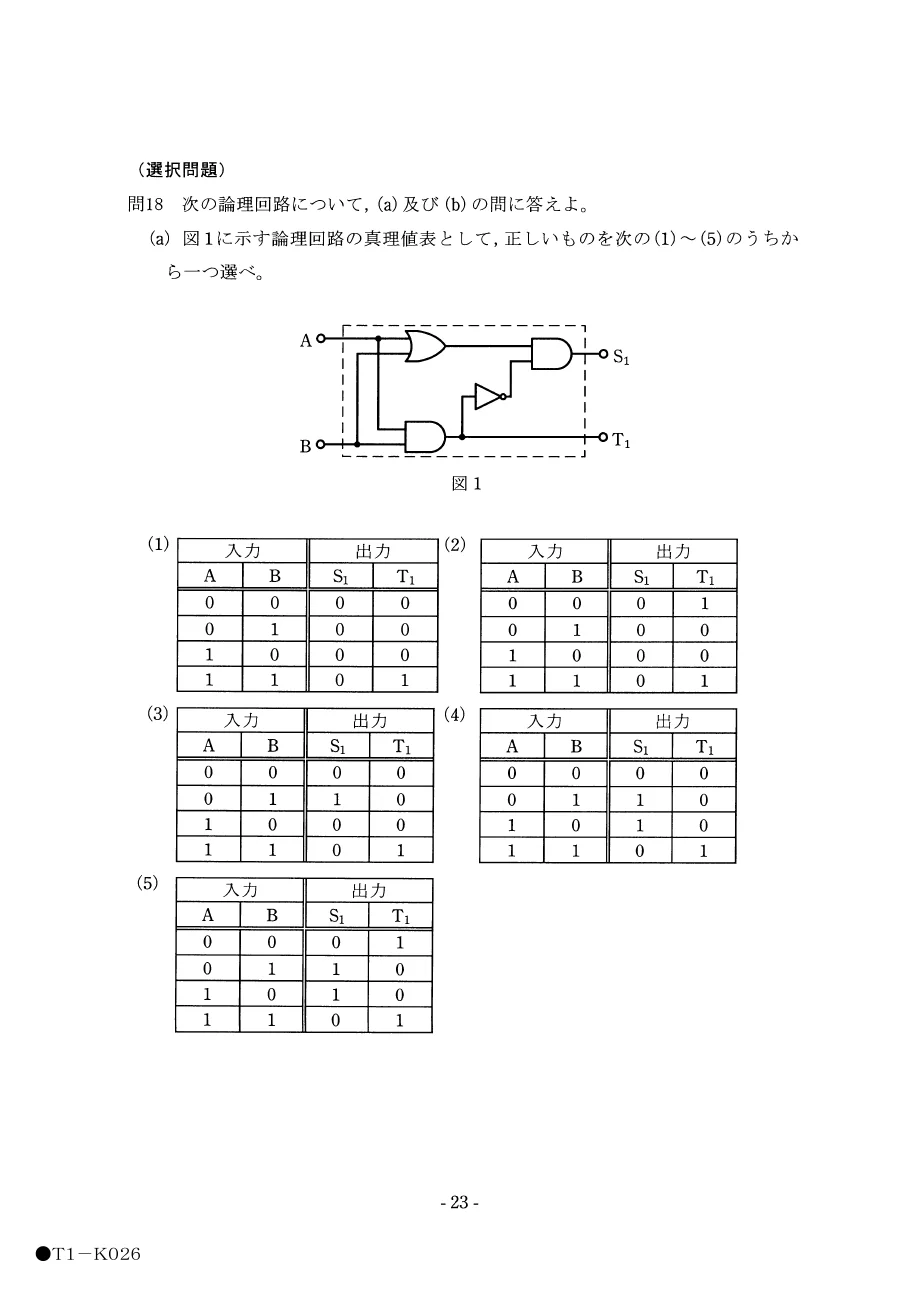 （選択問題）
問18　次の論理回路について，(a)及び(b)の問に答えよ。
(a)　図1に示す論理回路の真理値表として，正しいものを次の(1)～(5)のうちか
ら一つ選べ。
A
S₁
B
T₁
図1
(1)
入力 出力
A B S₁ T₁
0 0 0 0
0 1 0 0
1 0 0 0
1 1 0 1
(2)
入力 出力
A B S₁ T₁
0 0 0 1
0 1 0 0
1 0 0 0
1 1 0 1
(3)
入力 出力
A B S₁ T₁
0 0 0 0
0 1 1 0
1 0 0 0
1 1 0 1
(4)
入力 出力
A B S₁ T₁
0 0 0 0
0 1 1 0
1 0 1 0
1 1 0 1
(5)
入力 出力
A B S₁ T₁
0 0 0 1
0 1 1 0
1 0 1 0
1 1 0 1
- 23 -
●T1－K026